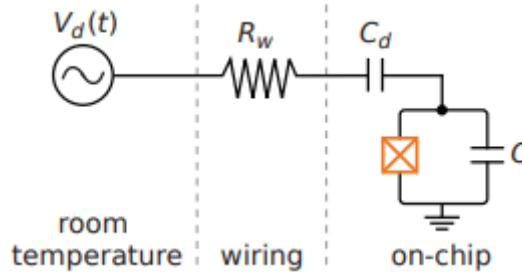 V_d(t)
R_w
C_d
C
room
temperature
wiring
on-chip